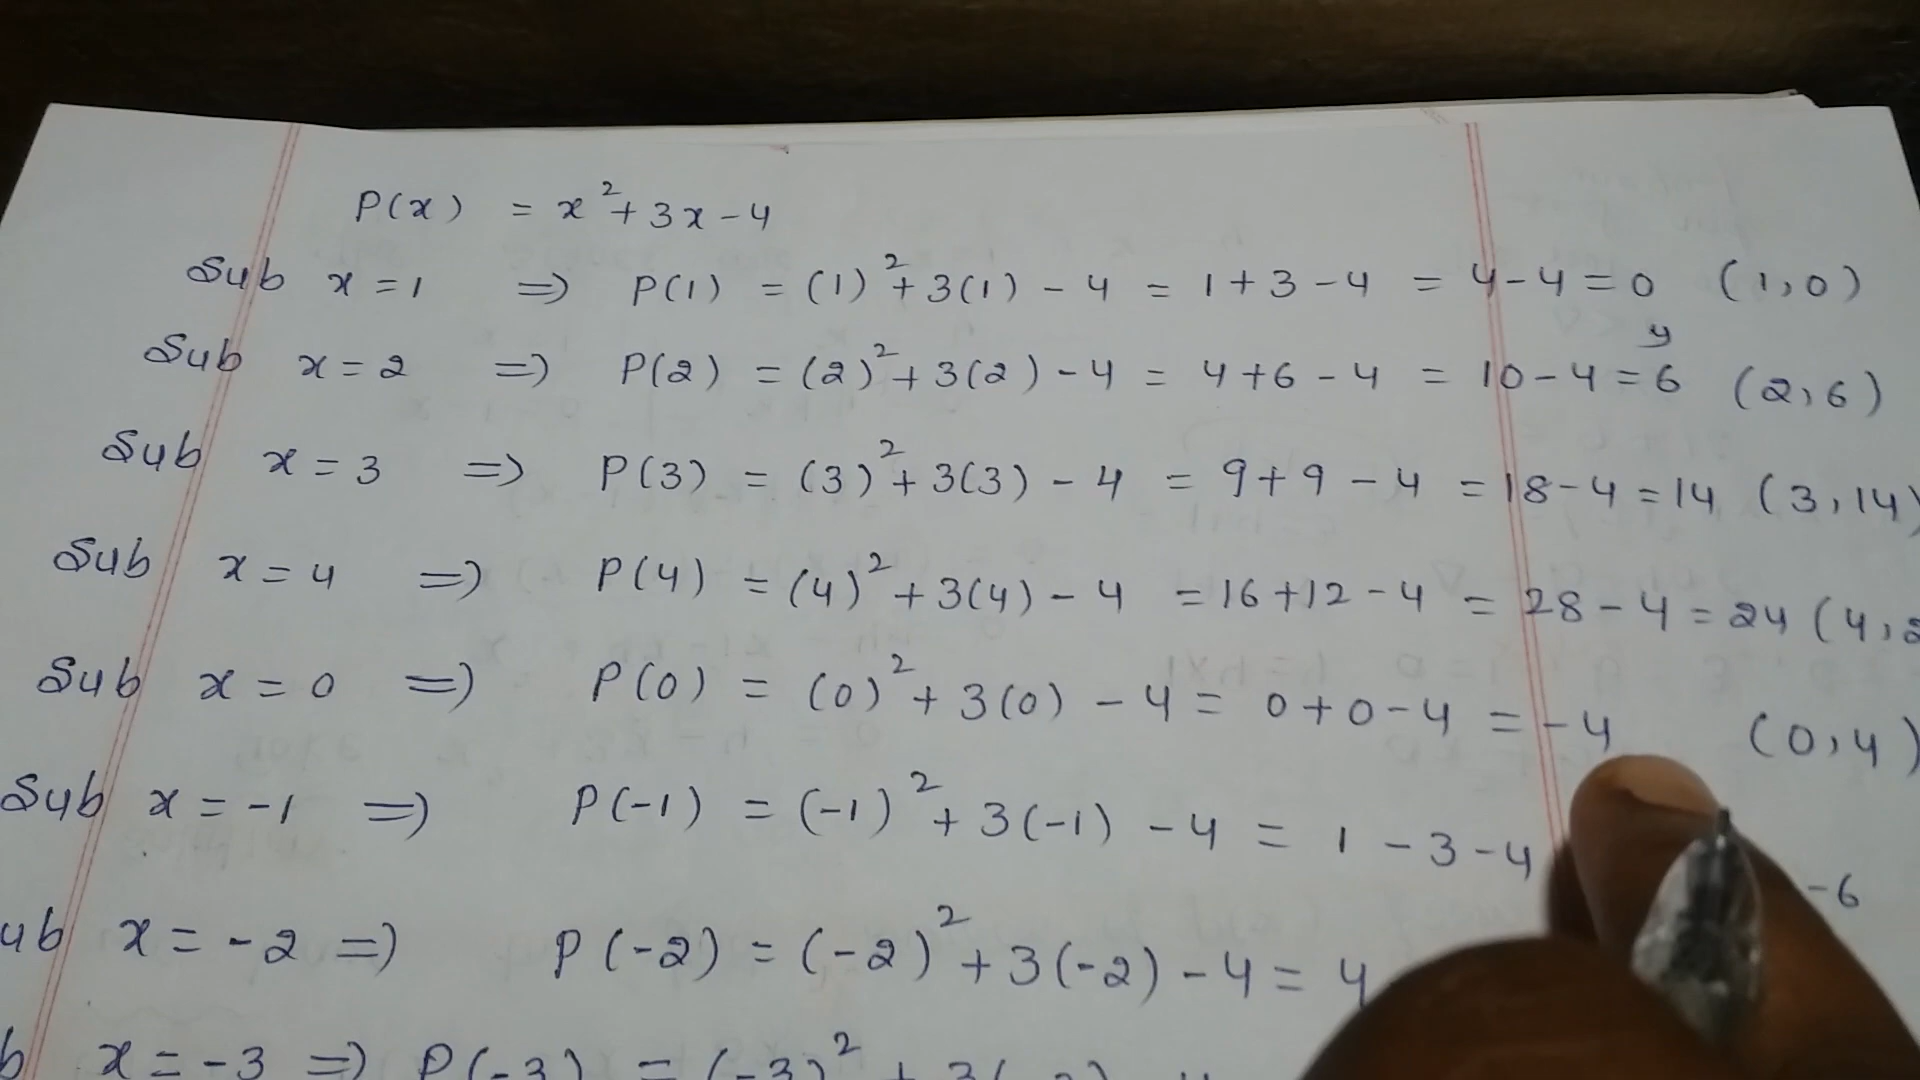 P(x) = x² + 3x - 4
Sub x = 1 => P(1) = (1)² + 3(1) - 4 = 1 + 3 - 4 = 4 - 4 = 0 (1,0)
y
Sub x = 2 => P(2) = (2)² + 3(2) - 4 = 4 + 6 - 4 = 10 - 4 = 6 (2,6)
Sub x = 3 => P(3) = (3)² + 3(3) - 4 = 9 + 9 - 4 = 18 - 4 = 14 (3,14)
Sub x = 4 => P(4) = (4)² + 3(4) - 4 = 16 + 12 - 4 = 28 - 4 = 24 (4,2
Sub x = 0 => P(0) = (0)² + 3(0) - 4 = 0 + 0 - 4 = -4 (0,4)
Sub x = -1 => P(-1) = (-1)² + 3(-1) - 4 = 1 - 3 - 4 -6
ub x = -2 => P(-2) = (-2)² + 3(-2) - 4 = 4
b x = -3 => P(-3) = (-3)² + 3(